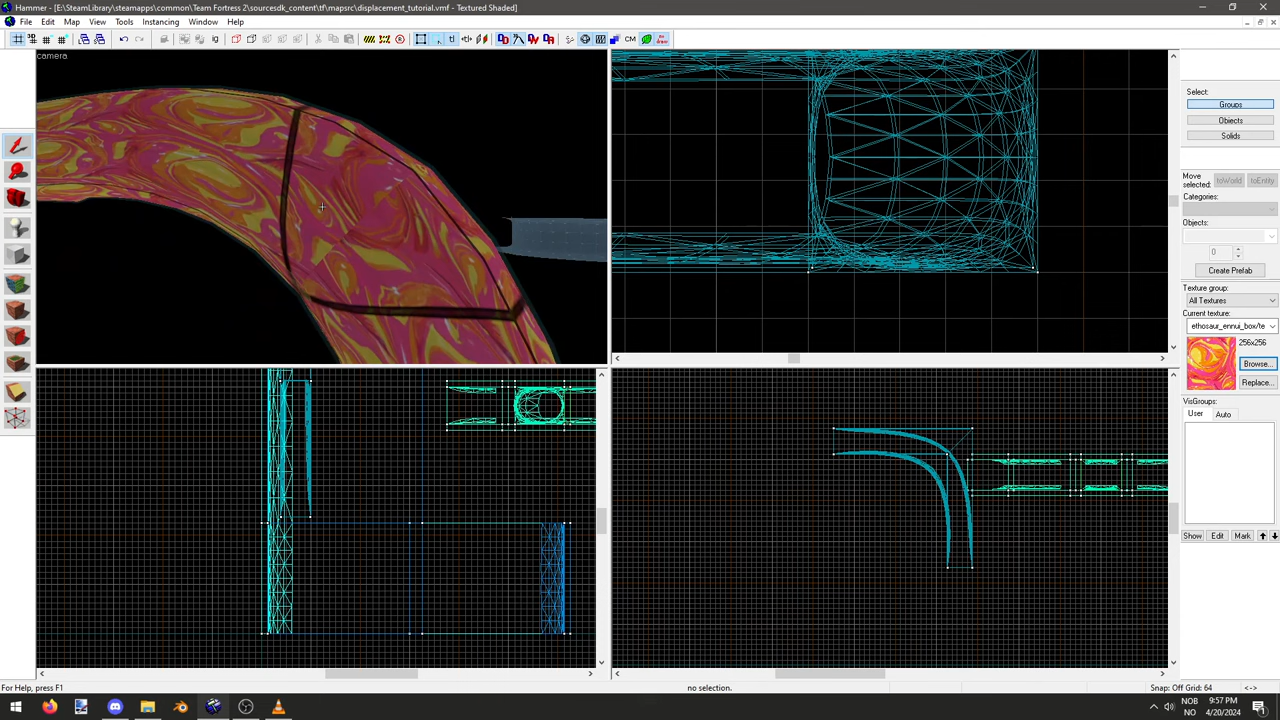 Hammer - [E:\SteamLibrary\steamapps\common\Team Fortress 2\sourcesdk_content\tf\mapsrc\displacement_tutorial.vmf - Textured Shaded]
File Edit Map View Tools Instancing Window Help
camera
Select:
Groups
Objects
Solids
Move selected:
toWorld
toEntity
Categories:
Objects:
0
Create Prefab
Texture group:
All Textures
Current texture:
ethosaur_ennui_box/te
256x256
Browse...
Replace...
VisGroups:
User Auto
Show Edit Mark
For Help, press F1
no selection.
Snap: Off Grid: 64
<->
NOB
NO
9:57 PM
4/20/2024